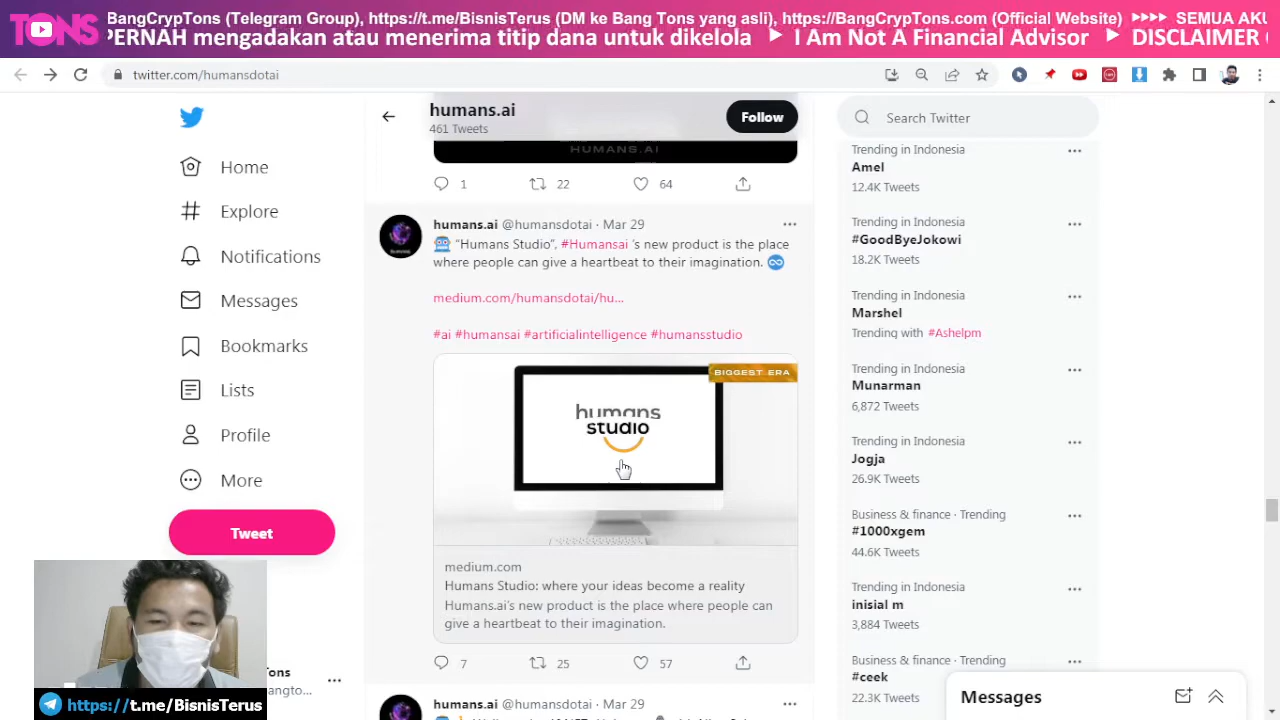 TONS
BangCrypTons (Telegram Group), https://t.me/BisnisTerus (DM ke Bang Tons yang asli), https://BangCrypTons.com (Official Website) ▸▸▸▸ SEMUA AKU
PERNAH mengadakan atau menerima titip dana untuk dikelola ▸ I Am Not A Financial Advisor ▸ DISCLAIMER
twitter.com/humansdotai
humans.ai
461 Tweets
Follow
Search Twitter
Home
Explore
Notifications
Messages
Bookmarks
Lists
Profile
More
Tweet
HUMANS.AI
1 22 64
humans.ai @humansdotai · Mar 29
“Humans Studio”, #Humansai 's new product is the place
where people can give a heartbeat to their imagination.
medium.com/humansdotai/hu...
#ai #humansai #artificialintelligence #humansstudio
BIGGEST ERA
humans
studio
medium.com
Humans Studio: where your ideas become a reality
Humans.ai's new product is the place where people can
give a heartbeat to their imagination.
7 25 57
humans.ai @humansdotai · Mar 29
Trending in Indonesia
Amel
12.4K Tweets
Trending in Indonesia
#GoodByeJokowi
18.2K Tweets
Trending in Indonesia
Marshel
Trending with #Ashelpm
Trending in Indonesia
Munarman
6,872 Tweets
Trending in Indonesia
Jogja
26.9K Tweets
Business & finance · Trending
#1000xgem
44.6K Tweets
Trending in Indonesia
inisial m
3,884 Tweets
Business & finance · Trending
#ceek
22.3K Tweets
Messages
Tons
angto...
https://t.me/BisnisTerus